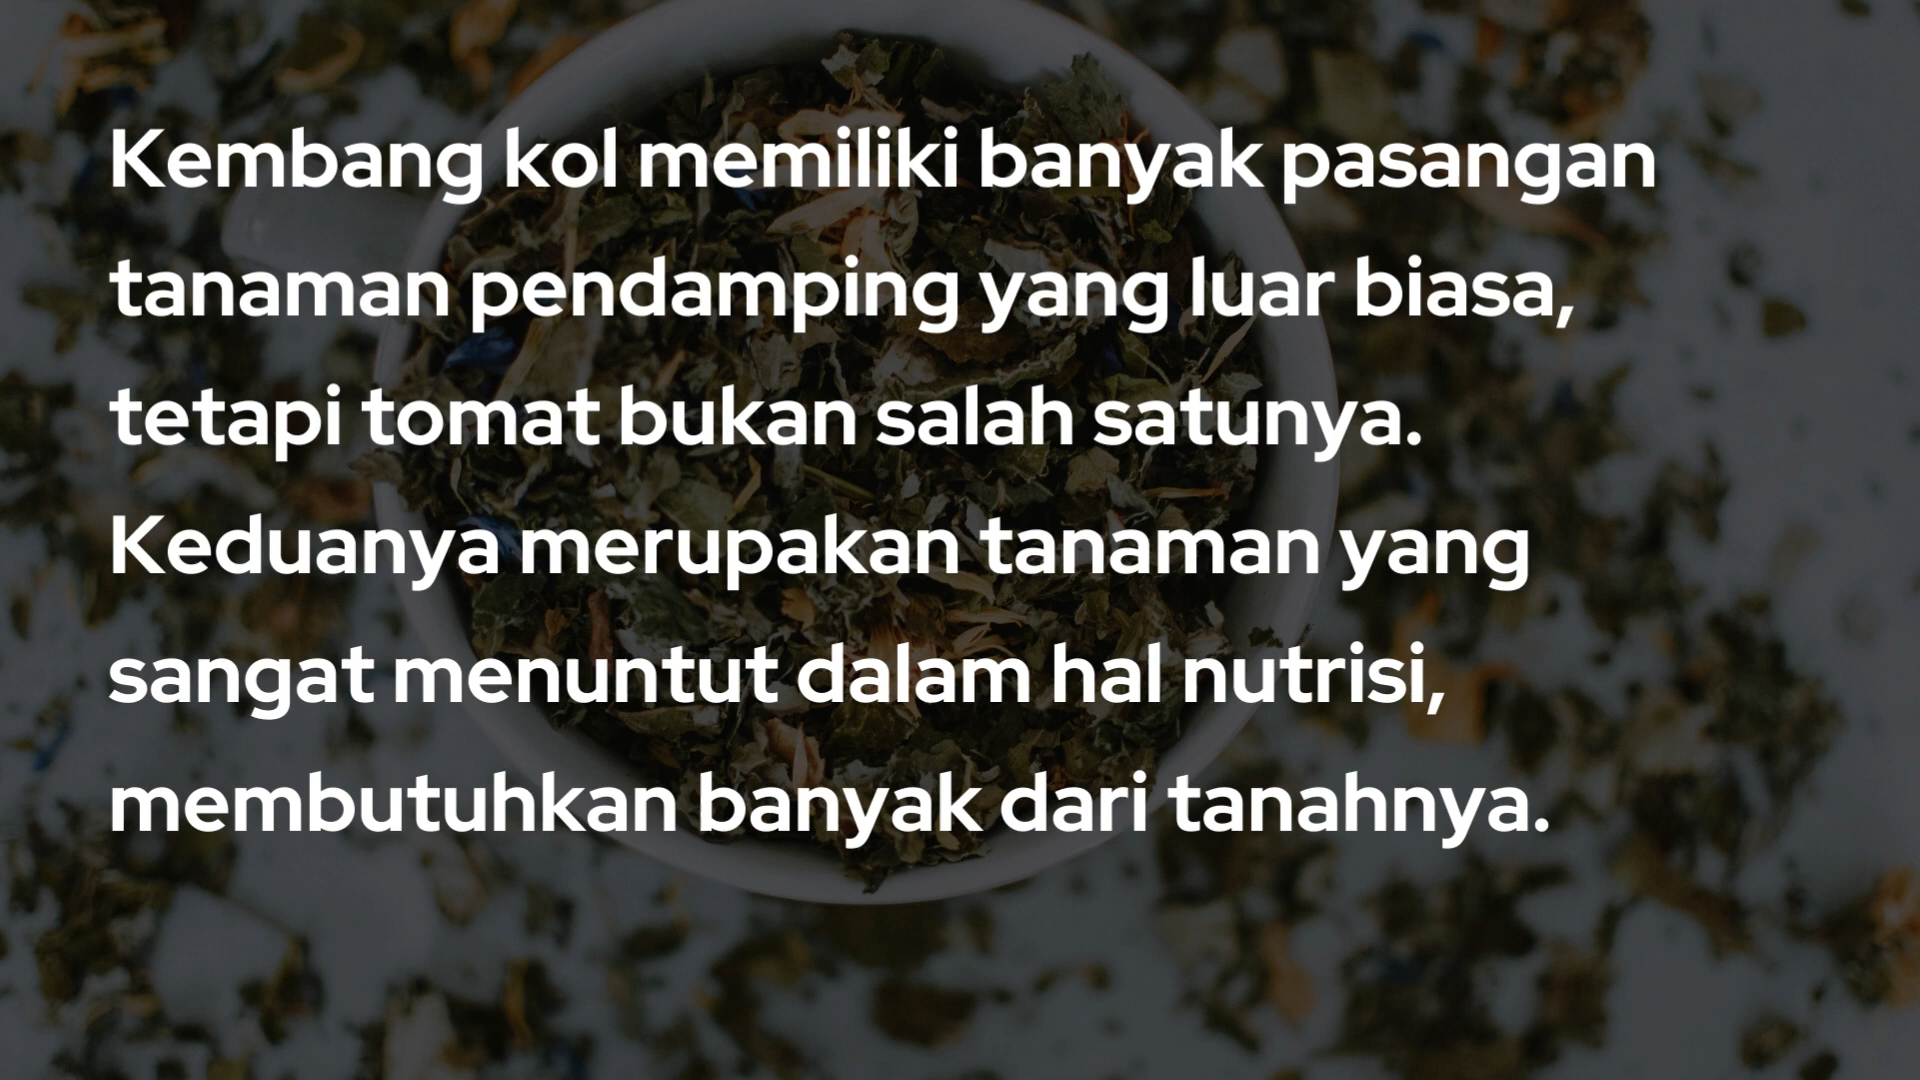 Kembang kol memiliki banyak pasangan
tanaman pendamping yang luar biasa,
tetapi tomat bukan salah satunya.
Keduanya merupakan tanaman yang
sangat menuntut dalam hal nutrisi,
membutuhkan banyak dari tanahnya.